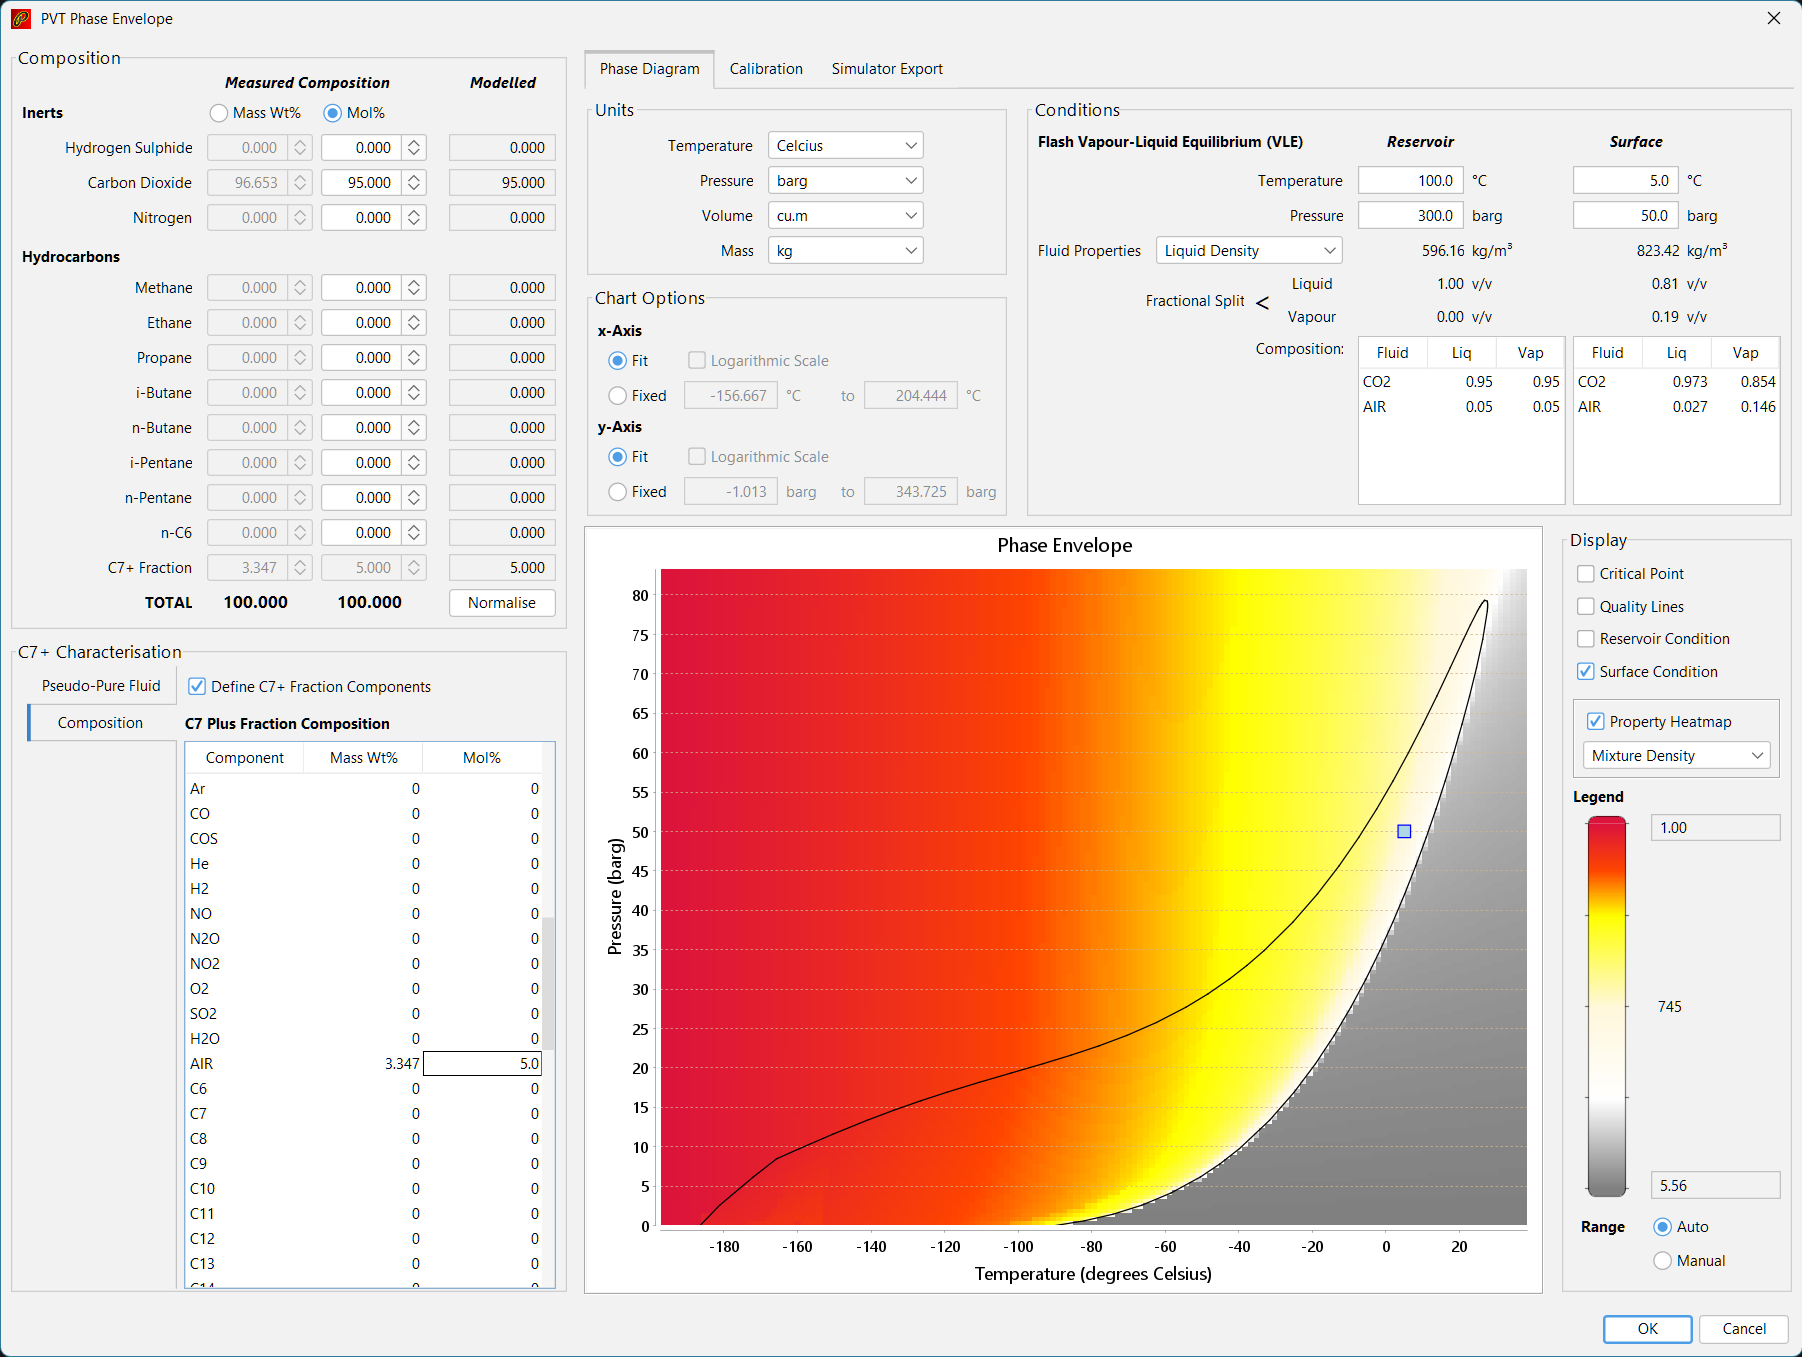 PVT Phase Envelope
Composition
Measured Composition Modelled
Inerts Mass Wt% Mol%
Hydrogen Sulphide 0.000 0.000 0.000
Carbon Dioxide 96.653 95.000 95.000
Nitrogen 0.000 0.000 0.000
Hydrocarbons
Methane 0.000 0.000 0.000
Ethane 0.000 0.000 0.000
Propane 0.000 0.000 0.000
i-Butane 0.000 0.000 0.000
n-Butane 0.000 0.000 0.000
i-Pentane 0.000 0.000 0.000
n-Pentane 0.000 0.000 0.000
n-C6 0.000 0.000 0.000
C7+ Fraction 3.347 5.000 5.000
TOTAL 100.000 100.000 Normalise
C7+ Characterisation
Pseudo-Pure Fluid
Composition
Define C7+ Fraction Components
C7 Plus Fraction Composition
Component Mass Wt% Mol%
Ar 0 0
CO 0 0
COS 0 0
He 0 0
H2 0 0
NO 0 0
N2O 0 0
NO2 0 0
O2 0 0
SO2 0 0
H2O 0 0
AIR 3.347 5.0
C6 0 0
C7 0 0
C8 0 0
C9 0 0
C10 0 0
C11 0 0
C12 0 0
C13 0 0
C14 0 0
Phase Diagram Calibration Simulator Export
Units
Temperature Celcius
Pressure barg
Volume cu.m
Mass kg
Chart Options
x-Axis
Fit Logarithmic Scale
Fixed -156.667 °C to 204.444 °C
y-Axis
Fit Logarithmic Scale
Fixed -1.013 barg to 343.725 barg
Conditions
Flash Vapour-Liquid Equilibrium (VLE) Reservoir Surface
Temperature 100.0 °C 5.0 °C
Pressure 300.0 barg 50.0 barg
Fluid Properties Liquid Density 596.16 kg/m³ 823.42 kg/m³
Liquid 1.00 v/v 0.81 v/v
Fractional Split <
Vapour 0.00 v/v 0.19 v/v
Composition:
Fluid Liq Vap
CO2 0.95 0.95
AIR 0.05 0.05
Fluid Liq Vap
CO2 0.973 0.854
AIR 0.027 0.146
Phase Envelope
Pressure (barg)
80
75
70
65
60
55
50
45
40
35
30
25
20
15
10
5
0
-180 -160 -140 -120 -100 -80 -60 -40 -20 0 20
Temperature (degrees Celsius)
Display
Critical Point
Quality Lines
Reservoir Condition
Surface Condition
Property Heatmap
Mixture Density
Legend
1.00
745
5.56
Range Auto
Manual
OK Cancel